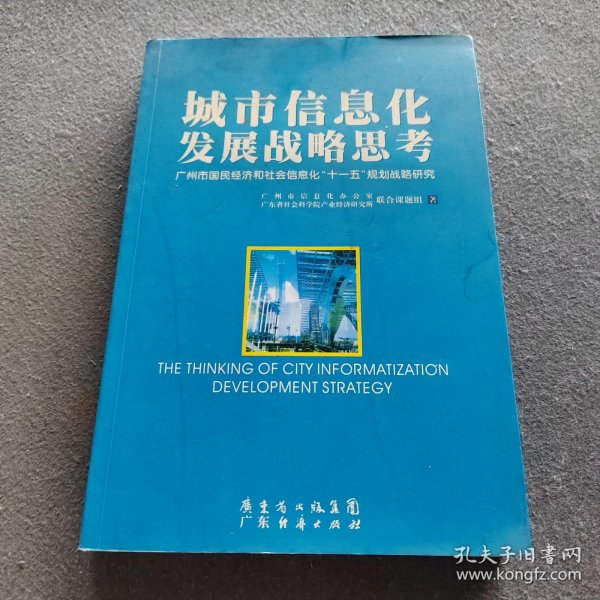 城市信息化
发展战略思考
广州市国民经济和社会信息化“十一五”规划战略研究
广州市信息化办公室
广东省社会科学院产业经济研究所
联合课题组 著
THE THINKING OF CITY INFORMATIZATION
DEVELOPMENT STRATEGY
廣東省出版集團
广东经济出版社
孔夫子旧书网
www.kongfz.com